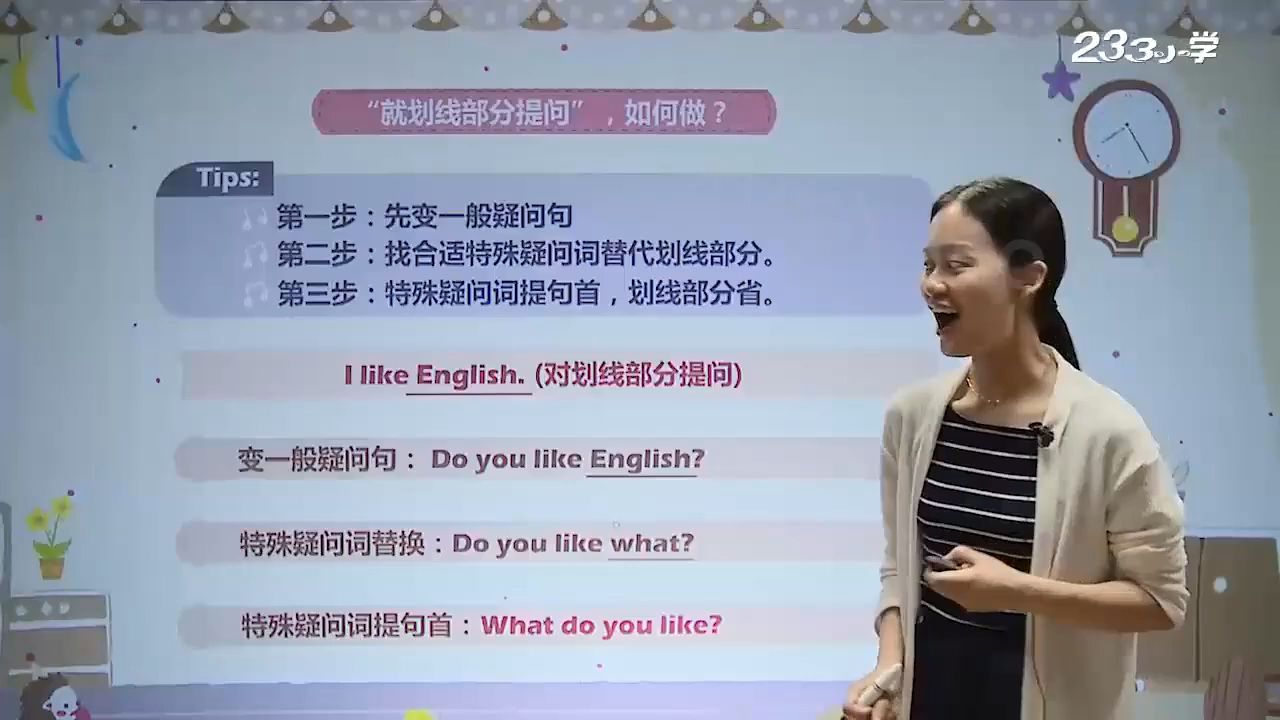 233小学
“就划线部分提问”，如何做？
Tips:
第一步：先变一般疑问句
第二步：找合适特殊疑问词替代划线部分。
第三步：特殊疑问词提句首，划线部分省。
I like English. (对划线部分提问)
变一般疑问句： Do you like English?
特殊疑问词替换：Do you like what?
特殊疑问词提句首：What do you like?